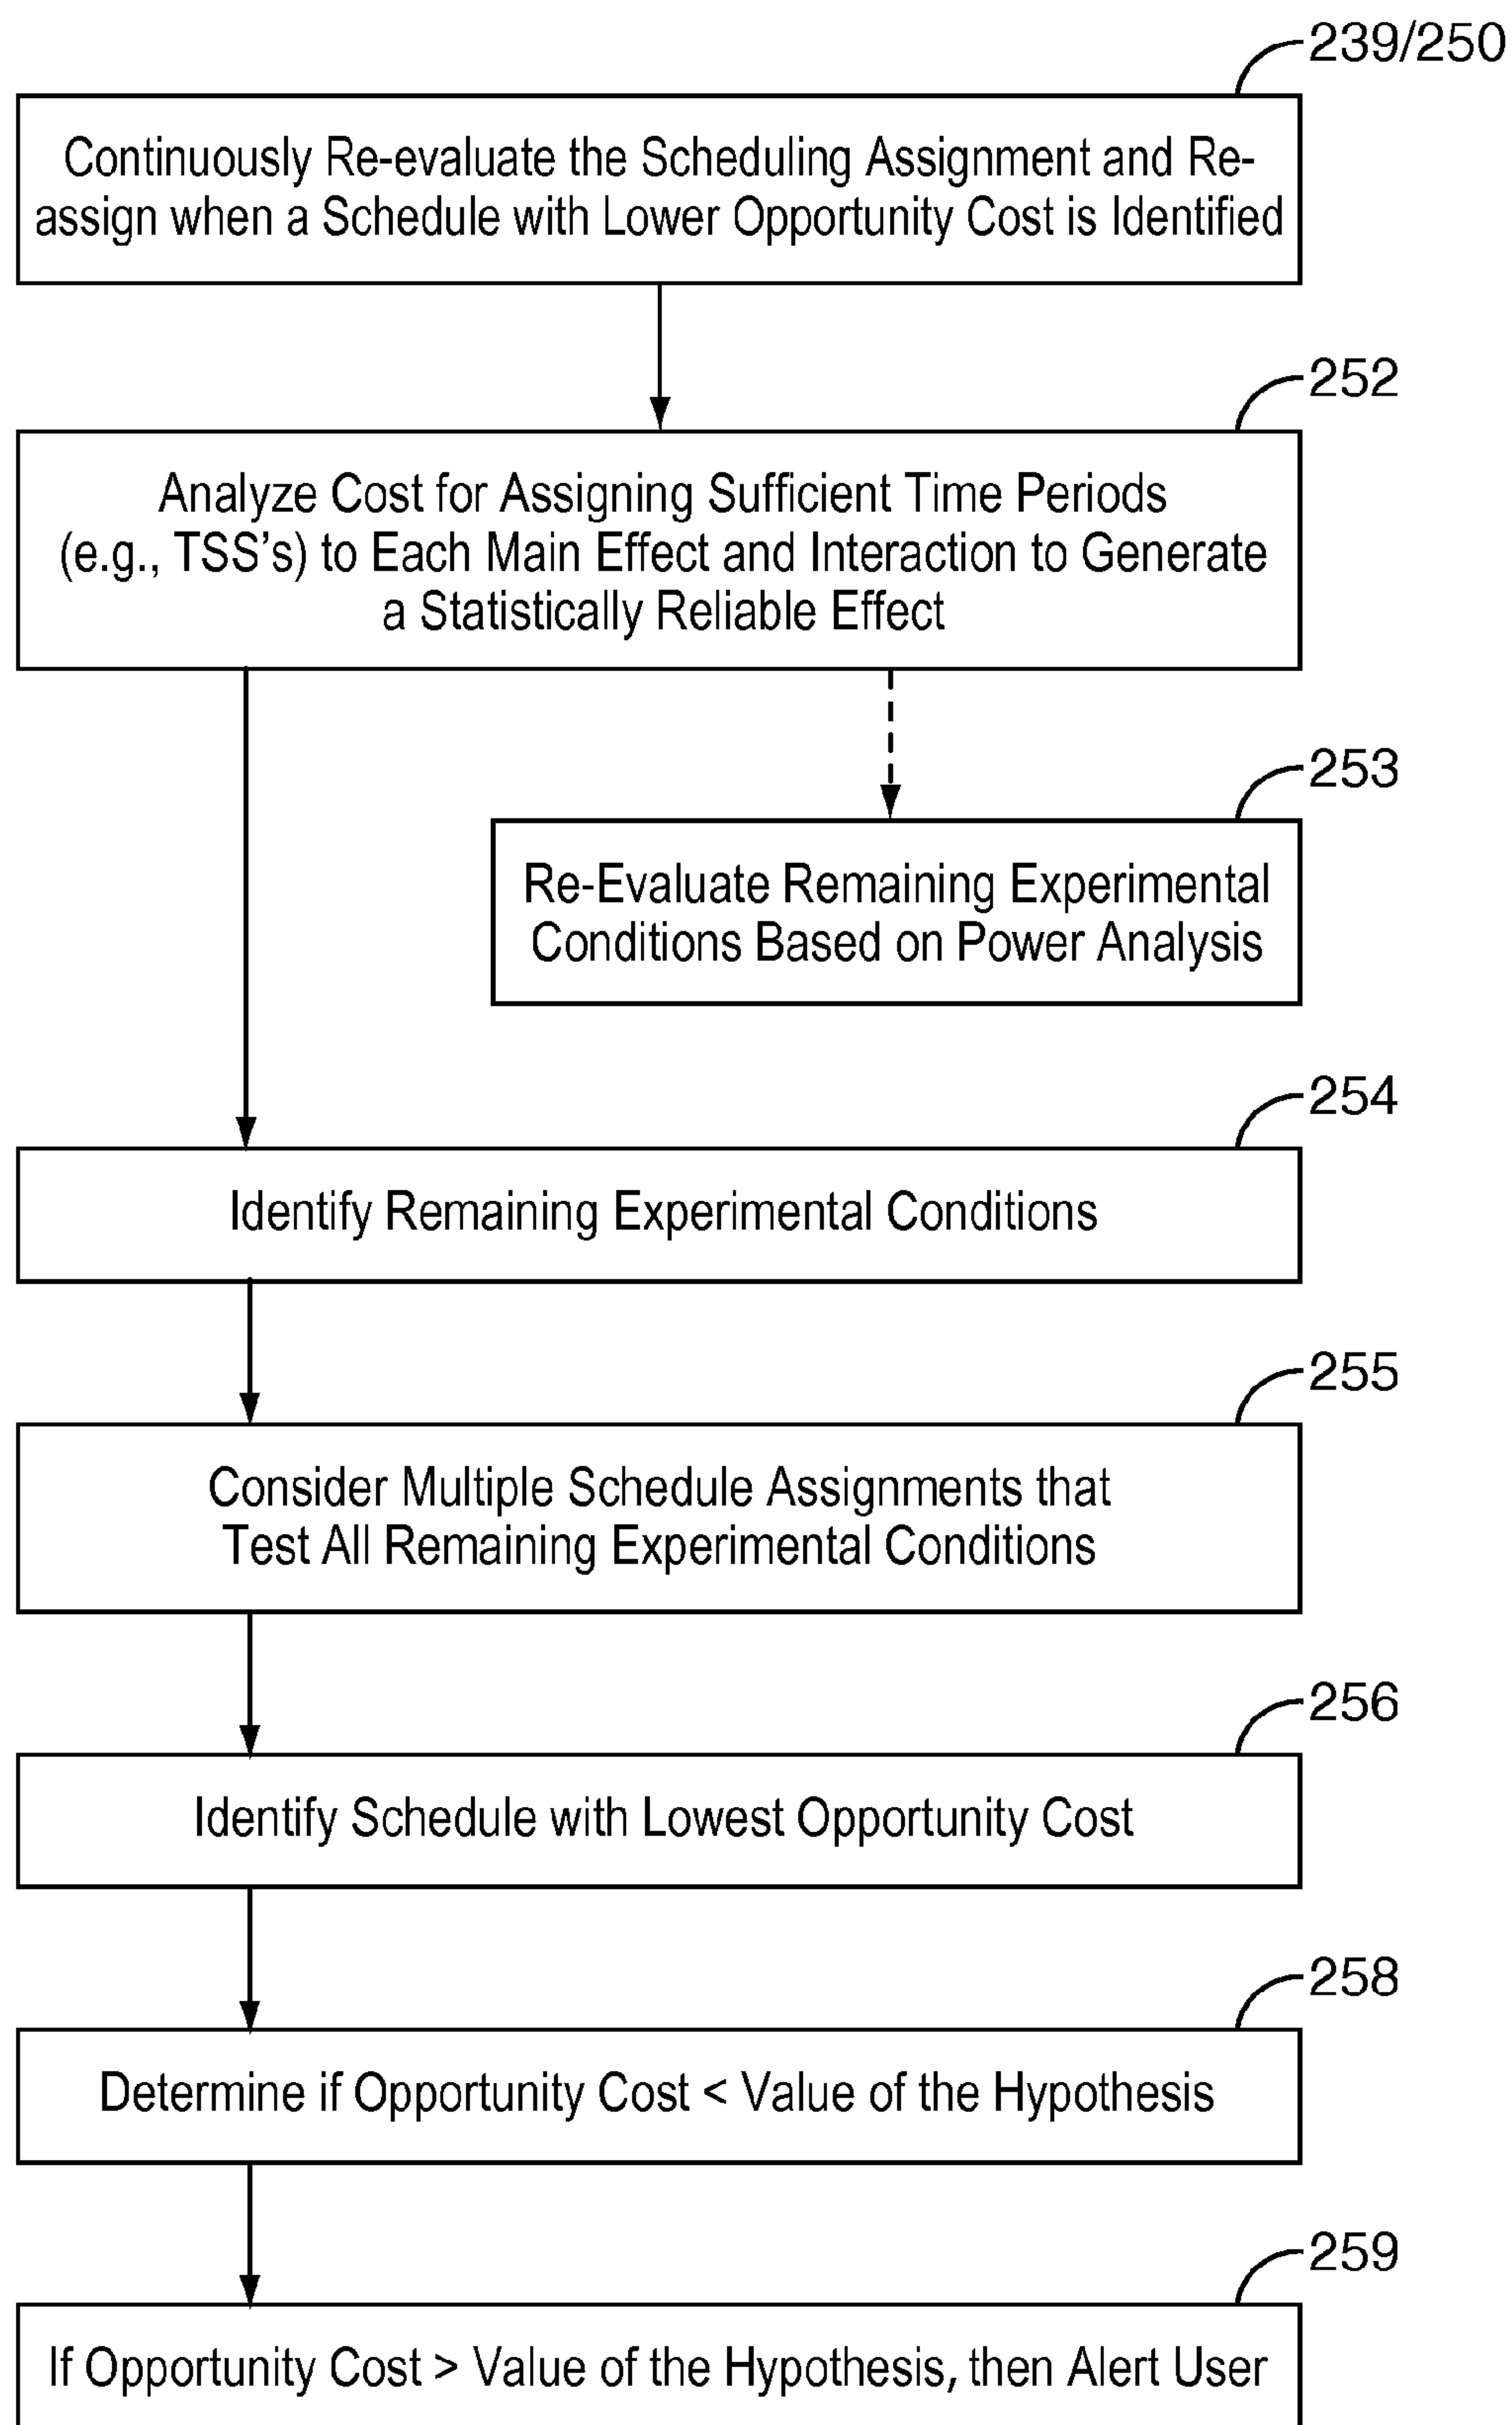 239/250
Continuously Re-evaluate the Scheduling Assignment and Re-
assign when a Schedule with Lower Opportunity Cost is Identified
252
Analyze Cost for Assigning Sufficient Time Periods
(e.g., TSS's) to Each Main Effect and Interaction to Generate
a Statistically Reliable Effect
253
Re-Evaluate Remaining Experimental
Conditions Based on Power Analysis
254
Identify Remaining Experimental Conditions
255
Consider Multiple Schedule Assignments that
Test All Remaining Experimental Conditions
256
Identify Schedule with Lowest Opportunity Cost
258
Determine if Opportunity Cost < Value of the Hypothesis
259
If Opportunity Cost > Value of the Hypothesis, then Alert User